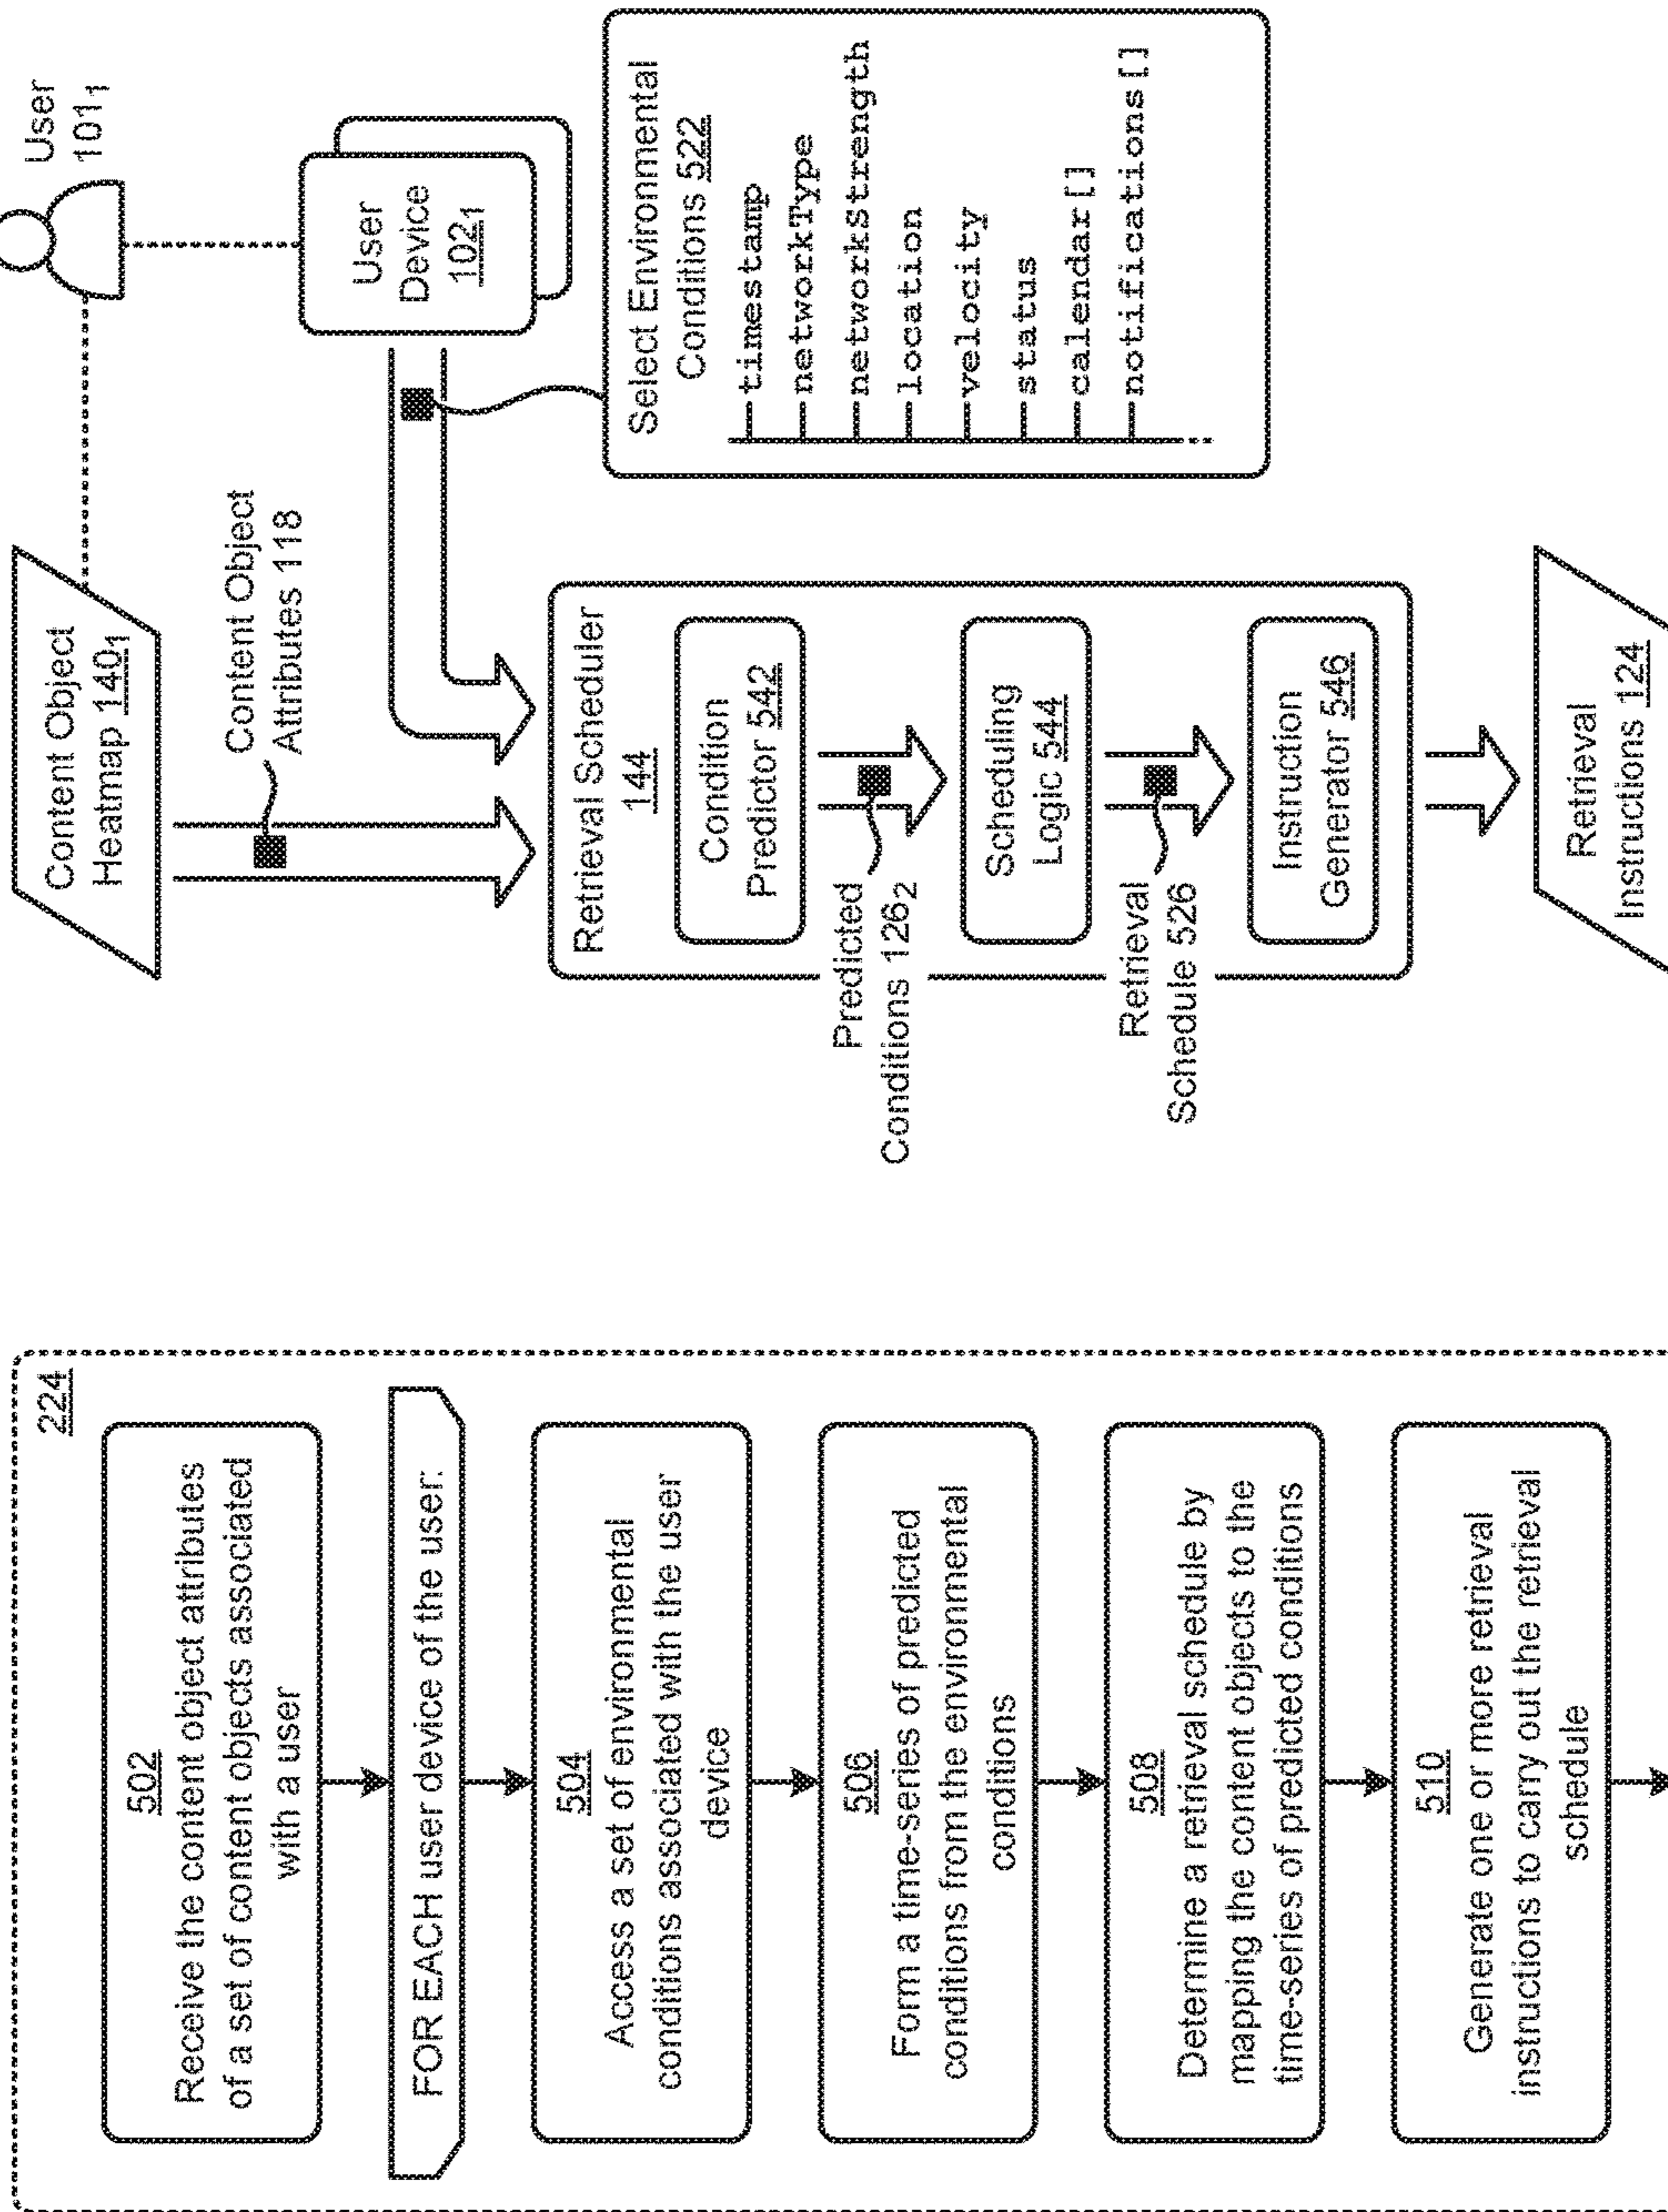 224
502
Receive the content object attributes
of a set of content objects associated
with a user
FOR EACH user device of the user:
504
Access a set of environmental
conditions associated with the user
device
506
Form a time-series of predicted
conditions from the environmental
conditions
508
Determine a retrieval schedule by
mapping the content objects to the
time-series of predicted conditions
510
Generate one or more retrieval
instructions to carry out the retrieval
schedule
Content Object
Heatmap 140₁
User
101₁
Content Object
Attributes 118
User
Device
102₁
Retrieval Scheduler
144
Condition
Predictor 542
Predicted
Conditions 126₂
Scheduling
Logic 544
Retrieval
Schedule 526
Instruction
Generator 546
Select Environmental
Conditions 522
timestamp
networkType
networkStrength
location
velocity
status
calendar[]
notifications[]
Retrieval
Instructions 124